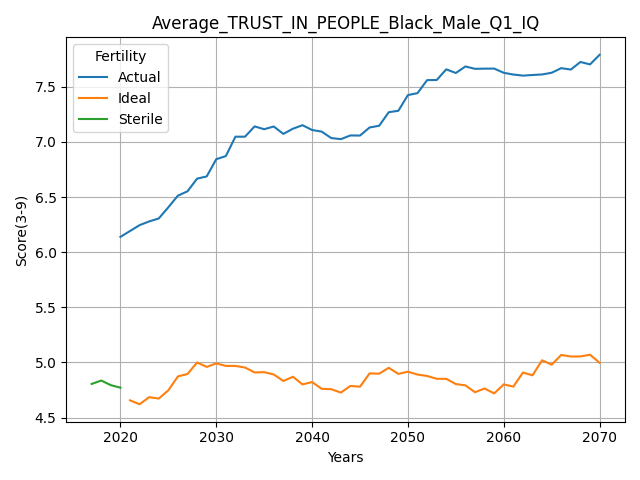 Average_TRUST_IN_PEOPLE_Black_Male_Q1_IQ
Fertility
Actual
Ideal
Sterile
Score(3-9)
7.5
7.0
6.5
6.0
5.5
5.0
4.5
2020 2030 2040 2050 2060 2070
Years